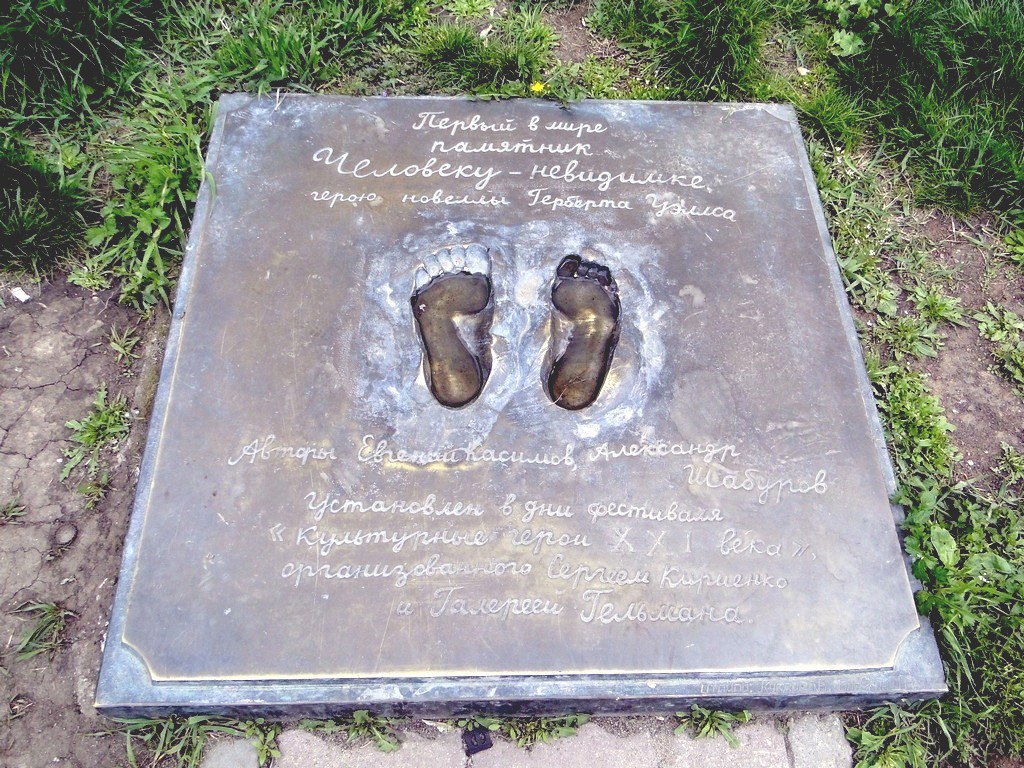 Первый в мире
памятник
Человеку - невидимке,
герою новеллы Герберта Уэллса
Авторы Евгений Касимов, Александр
Шабуров
Установлен в дни фестиваля
«Культурные герои XXI века»,
организованного Сергеем Кириенко
и Галереей Гельмана.